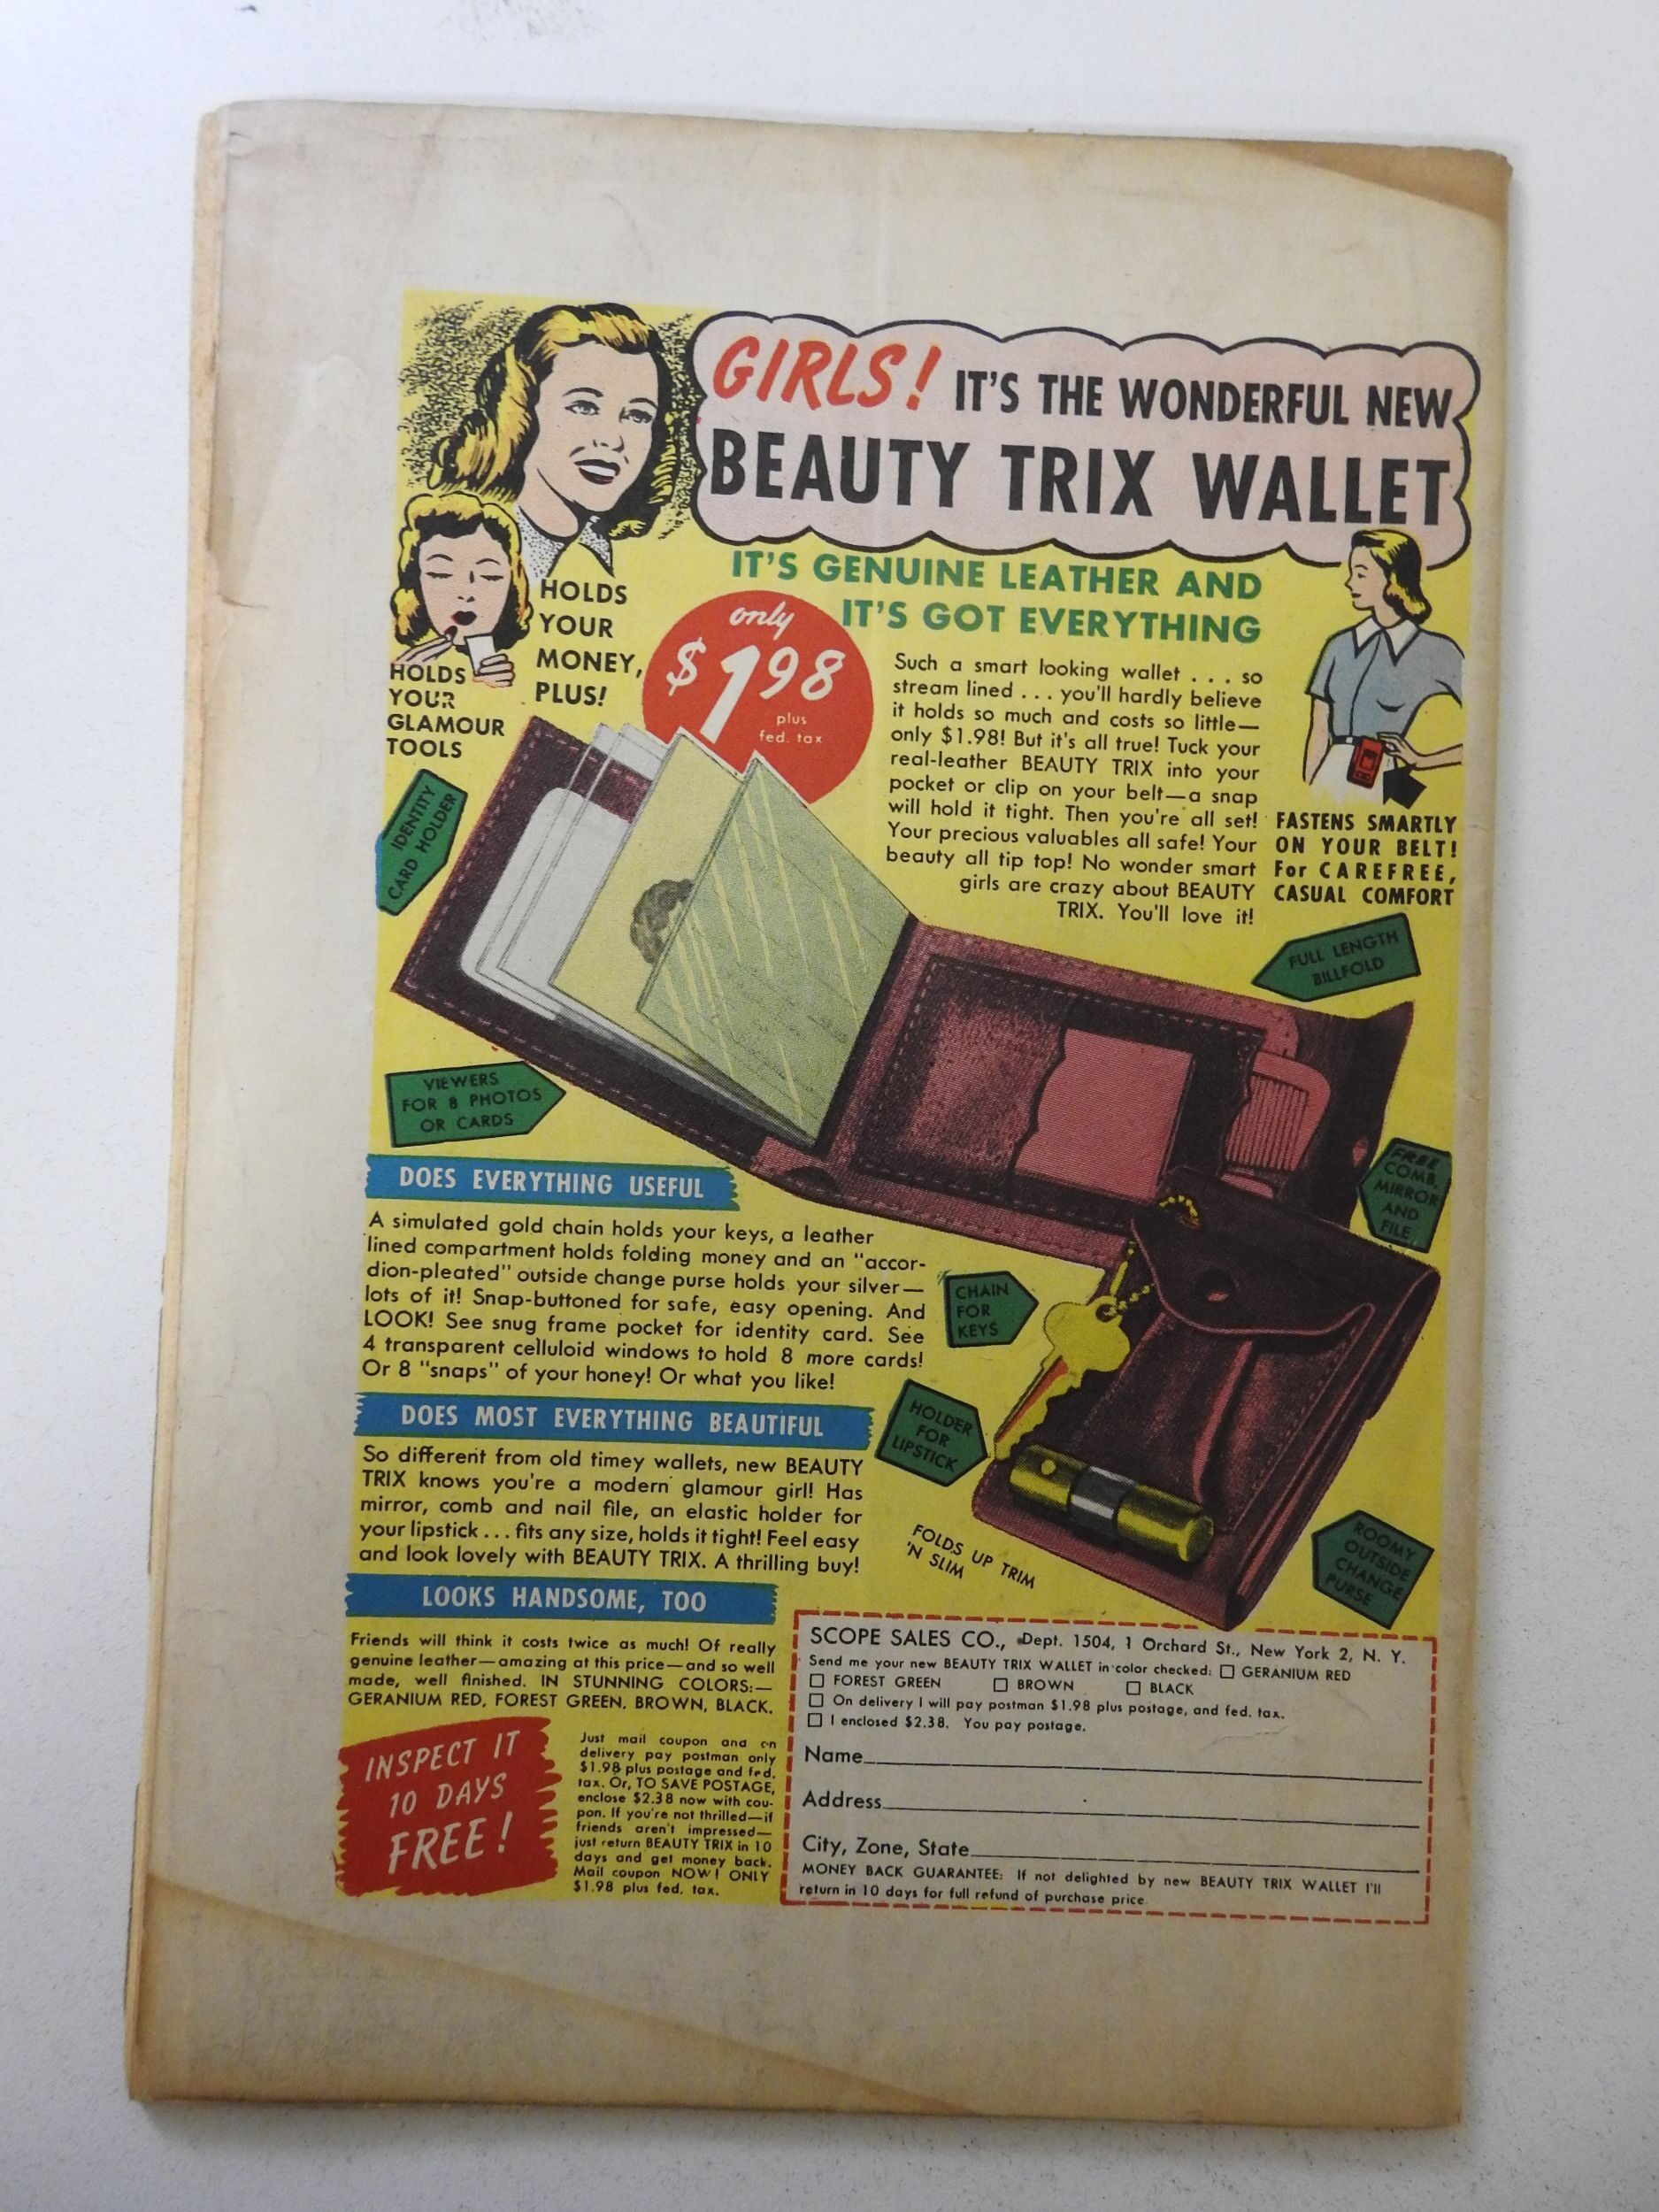 GIRLS! IT'S THE WONDERFUL NEW
BEAUTY TRIX WALLET
IT'S GENUINE LEATHER AND
IT'S GOT EVERYTHING
HOLDS
YOUR
MONEY,
PLUS!
HOLDS
YOUR
GLAMOUR
TOOLS
only
$198
plus
fed. tax
Such a smart looking wallet . . . so
stream lined . . . you'll hardly believe
it holds so much and costs so little—
only $1.98! But it's all true! Tuck your
real-leather BEAUTY TRIX into your
pocket or clip on your belt—a snap
will hold it tight. Then you're all set!
Your precious valuables all safe! Your
beauty all tip top! No wonder smart
girls are crazy about BEAUTY
TRIX. You'll love it!
FASTENS SMARTLY
ON YOUR BELT!
For CAREFREE,
CASUAL COMFORT
IDENTITY
CARD HOLDER
FULL LENGTH
BILLFOLD
VIEWERS
FOR 8 PHOTOS
OR CARDS
FREE
COMB,
MIRROR
AND
FILE
DOES EVERYTHING USEFUL
A simulated gold chain holds your keys, a leather
lined compartment holds folding money and an "accor-
dion-pleated" outside change purse holds your silver—
lots of it! Snap-buttoned for safe, easy opening. And
LOOK! See snug frame pocket for identity card. See
4 transparent celluloid windows to hold 8 more cards!
Or 8 "snaps" of your honey! Or what you like!
CHAIN
FOR
KEYS
DOES MOST EVERYTHING BEAUTIFUL
HOLDER
FOR
LIPSTICK
So different from old timey wallets, new BEAUTY
TRIX knows you're a modern glamour girl! Has
mirror, comb and nail file, an elastic holder for
your lipstick . . . fits any size, holds it tight! Feel easy
and look lovely with BEAUTY TRIX. A thrilling buy!
FOLDS UP TRIM
'N SLIM
ROOMY
OUTSIDE
CHANGE
PURSE
LOOKS HANDSOME, TOO
Friends will think it costs twice as much! Of really
genuine leather—amazing at this price—and so well
made, well finished. IN STUNNING COLORS:—
GERANIUM RED, FOREST GREEN, BROWN, BLACK.
INSPECT IT
10 DAYS
FREE!
Just mail coupon and on
delivery pay postman only
$1.98 plus postage and fed.
tax. Or, TO SAVE POSTAGE,
enclose $2.38 now with cou-
pon. If you're not thrilled—if
friends aren't impressed—
just return BEAUTY TRIX in 10
days and get money back.
Mail coupon NOW! ONLY
$1.98 plus fed. tax.
SCOPE SALES CO., Dept. 1504, 1 Orchard St., New York 2, N. Y.
Send me your new BEAUTY TRIX WALLET in color checked: ☐ GERANIUM RED
☐ FOREST GREEN ☐ BROWN ☐ BLACK
☐ On delivery I will pay postman $1.98 plus postage, and fed. tax.
☐ I enclosed $2.38. You pay postage.
Name
Address
City, Zone, State
MONEY BACK GUARANTEE: If not delighted by new BEAUTY TRIX WALLET I'll
return in 10 days for full refund of purchase price.